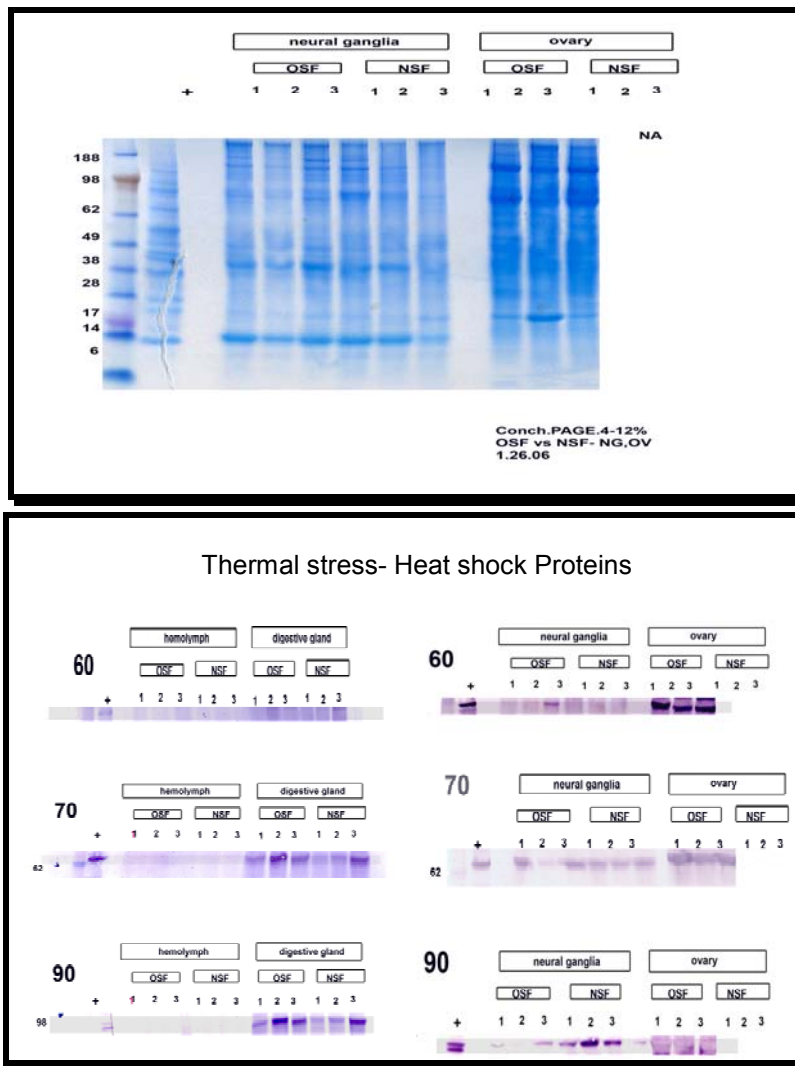 neural ganglia ovary
OSF NSF OSF NSF
+ 1 2 3 1 2 3 1 2 3 1 2 3
NA
188
98
62
49
38
28
17
14
6
Conch.PAGE.4-12%
OSF vs NSF- NG,OV
1.26.06
Thermal stress- Heat shock Proteins
hemolymph digestive gland
60
OSF NSF OSF NSF
+ 1 2 3 1 2 3 1 2 3 1 2 3
neural ganglia ovary
60
OSF NSF OSF NSF
+ 1 2 3 1 2 3 1 2 3 1 2 3
hemolymph digestive gland
70
OSF NSF OSF NSF
+ 1 2 3 1 2 3 1 2 3 1 2 3
62
70
neural ganglia ovary
OSF NSF OSF NSF
+ 1 2 3 1 2 3 1 2 3 1 2 3
62
hemolymph digestive gland
90
OSF NSF OSF NSF
+ 1 2 3 1 2 3 1 2 3 1 2 3
98
90
neural ganglia ovary
OSF NSF OSF NSF
+ 1 2 3 1 2 3 1 2 3 1 2 3